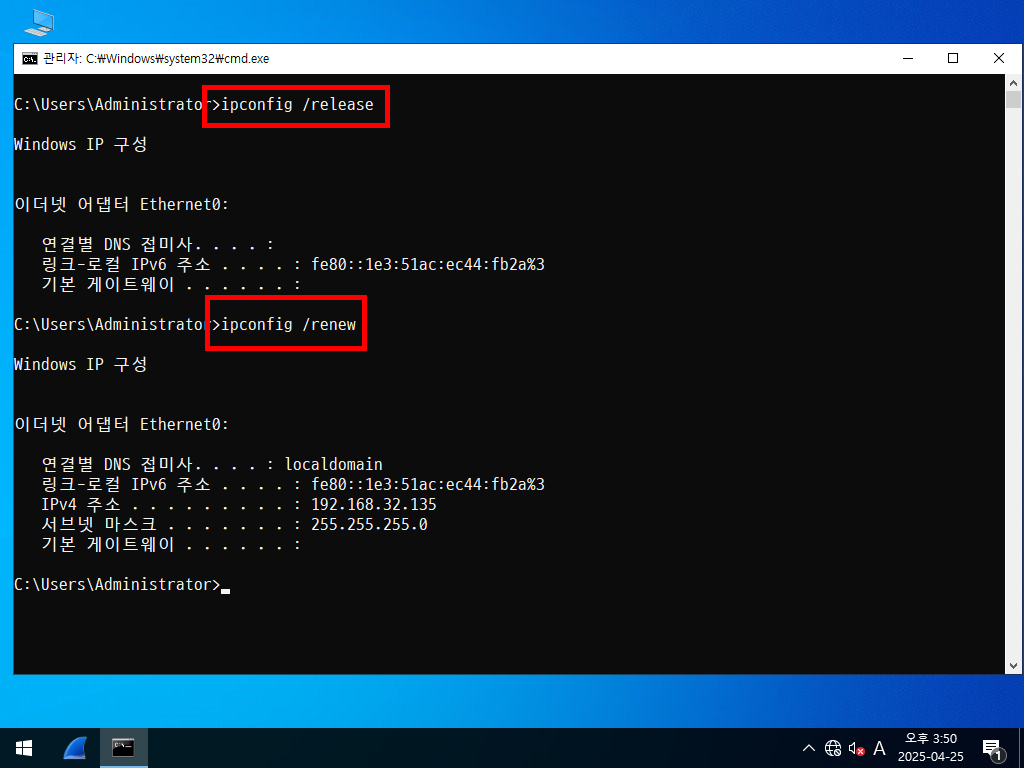 관리자: C:₩Windows₩system32₩cmd.exe
C:\Users\Administrator>ipconfig /release
Windows IP 구성
이더넷 어댑터 Ethernet0:
연결별 DNS 접미사. . . . :
링크-로컬 IPv6 주소 . . . . : fe80::1e3:51ac:ec44:fb2a%3
기본 게이트웨이 . . . . . . :
C:\Users\Administrator>ipconfig /renew
Windows IP 구성
이더넷 어댑터 Ethernet0:
연결별 DNS 접미사. . . . : localdomain
링크-로컬 IPv6 주소 . . . . : fe80::1e3:51ac:ec44:fb2a%3
IPv4 주소 . . . . . . . . . : 192.168.32.135
서브넷 마스크 . . . . . . . : 255.255.255.0
기본 게이트웨이 . . . . . . :
C:\Users\Administrator>
A
오후 3:50
2025-04-25
1